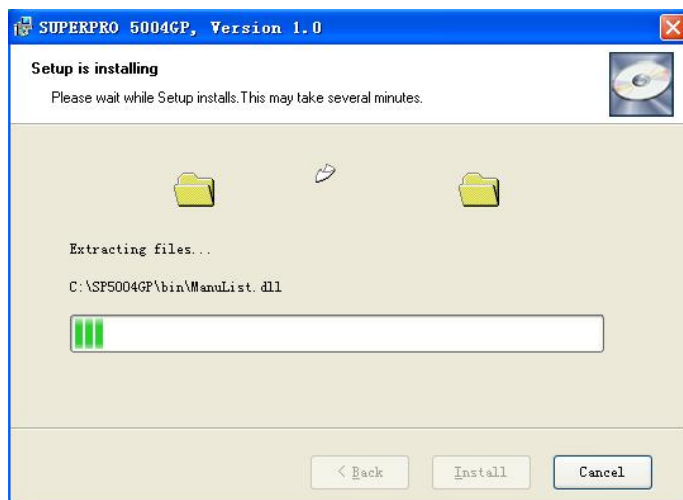 SUPERPRO 5004GP, Version 1.0
Setup is installing
Please wait while Setup installs.This may take several minutes.
Extracting files...
C:\SP5004GP\bin\ManuList.dll
< Back
Install
Cancel